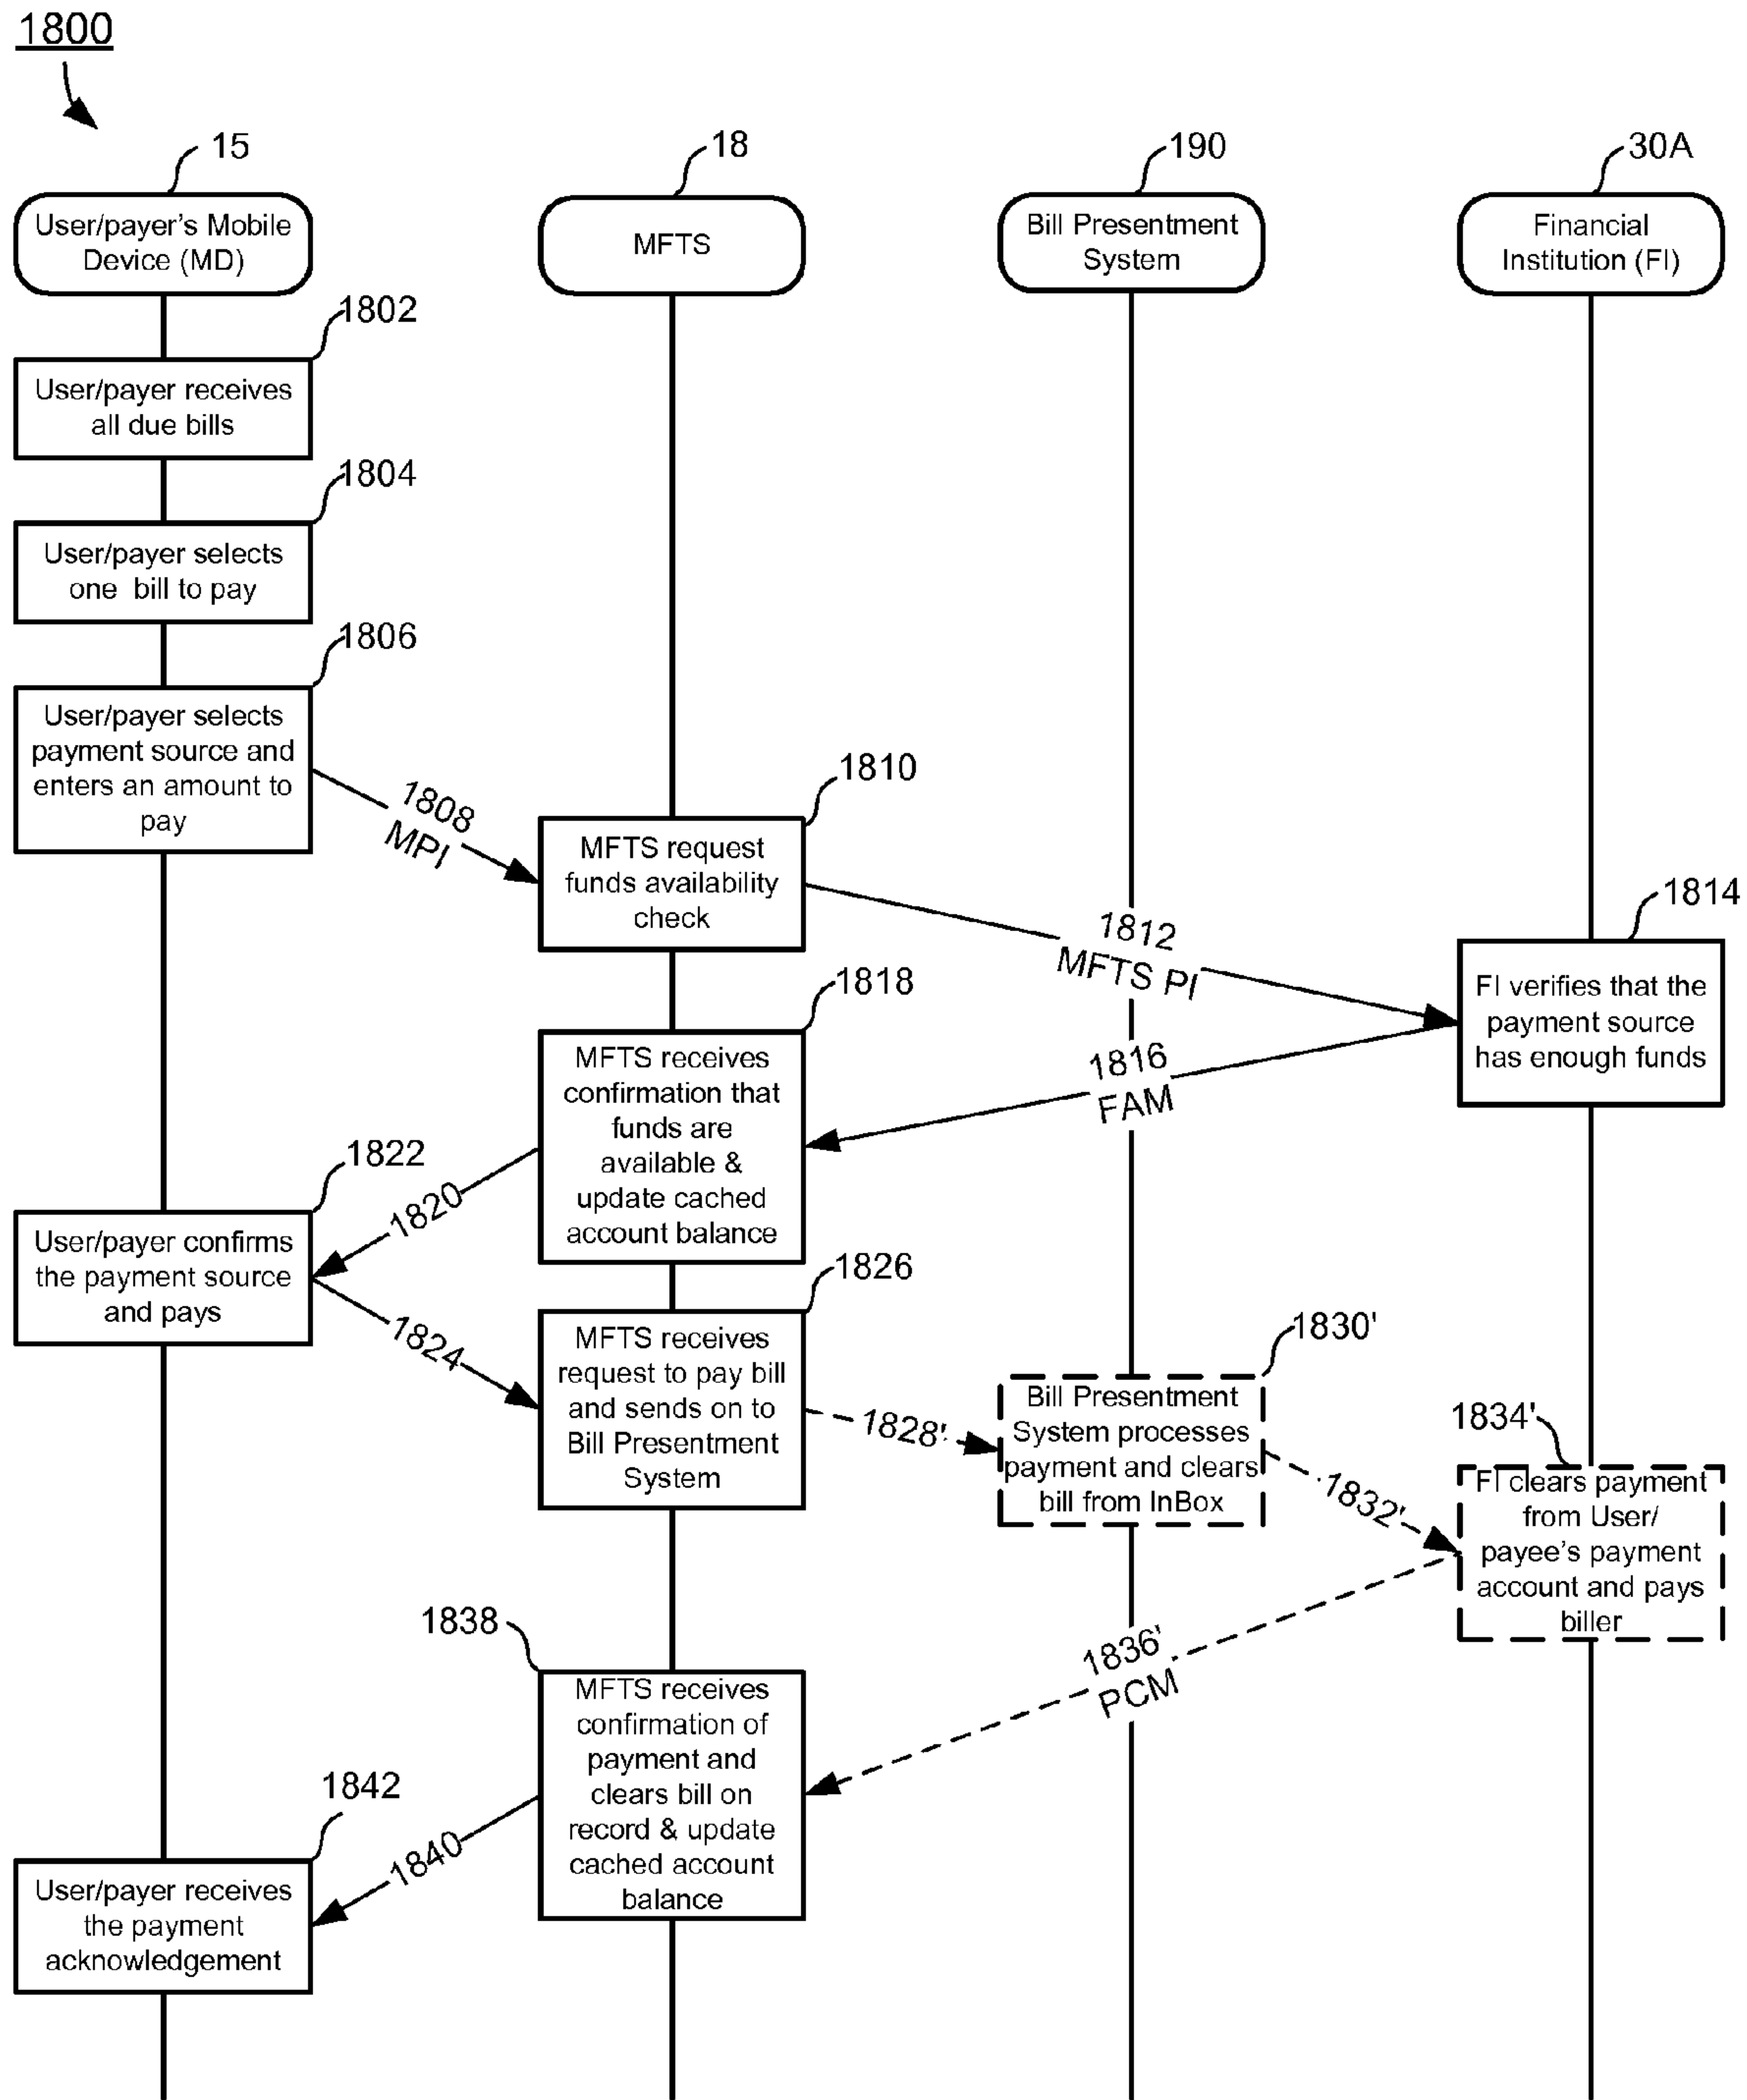 1800
15
18
190
30A
User/payer's Mobile
Device (MD)
MFTS
Bill Presentment
System
Financial
Institution (FI)
1802
User/payer receives
all due bills
1804
User/payer selects
one bill to pay
1806
User/payer selects
payment source and
enters an amount to
pay
1808
MPI
1810
MFTS request
funds availability
check
1812
MFTS PI
1814
FI verifies that the
payment source
has enough funds
1816
FAM
1818
MFTS receives
confirmation that
funds are
available &
update cached
account balance
1820
1822
User/payer confirms
the payment source
and pays
1824
1826
MFTS receives
request to pay bill
and sends on to
Bill Presentment
System
1828'
1830'
Bill Presentment
System processes
payment and clears
bill from InBox
1832'
1834'
FI clears payment
from User/
payee's payment
account and pays
biller
1836'
PCM
1838
MFTS receives
confirmation of
payment and
clears bill on
record & update
cached account
balance
1840
1842
User/payer receives
the payment
acknowledgement